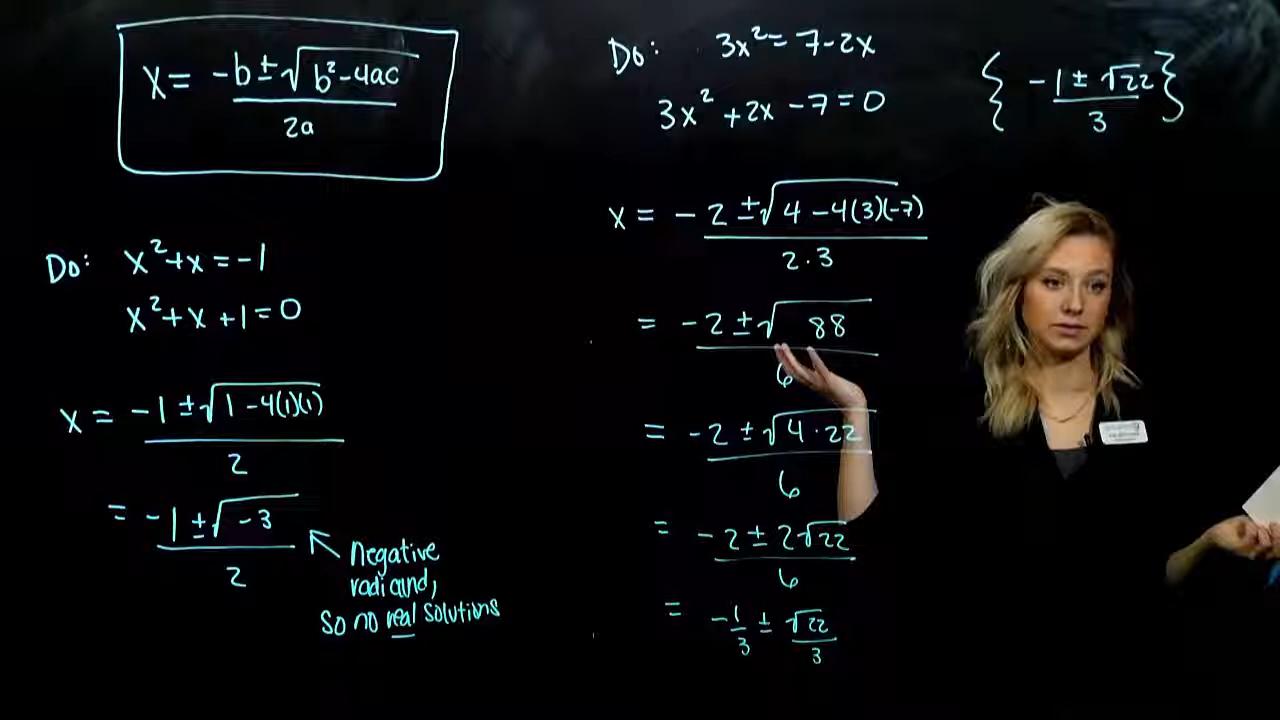 x = -b ± √b² - 4ac
2a
Do: x² + x = -1
x² + x + 1 = 0
x = -1 ± √1 - 4(1)(1)
2
= -1 ± √-3
2
Negative
radicand,
so no real solutions
Do: 3x² = 7 - 2x
3x² + 2x - 7 = 0
{ -1 ± √22 }
3
x = -2 ± √4 - 4(3)(-7)
2 · 3
= -2 ± √88
6
= -2 ± √4 · 22
6
= -2 ± 2√22
6
= -1/3 ± √22/3